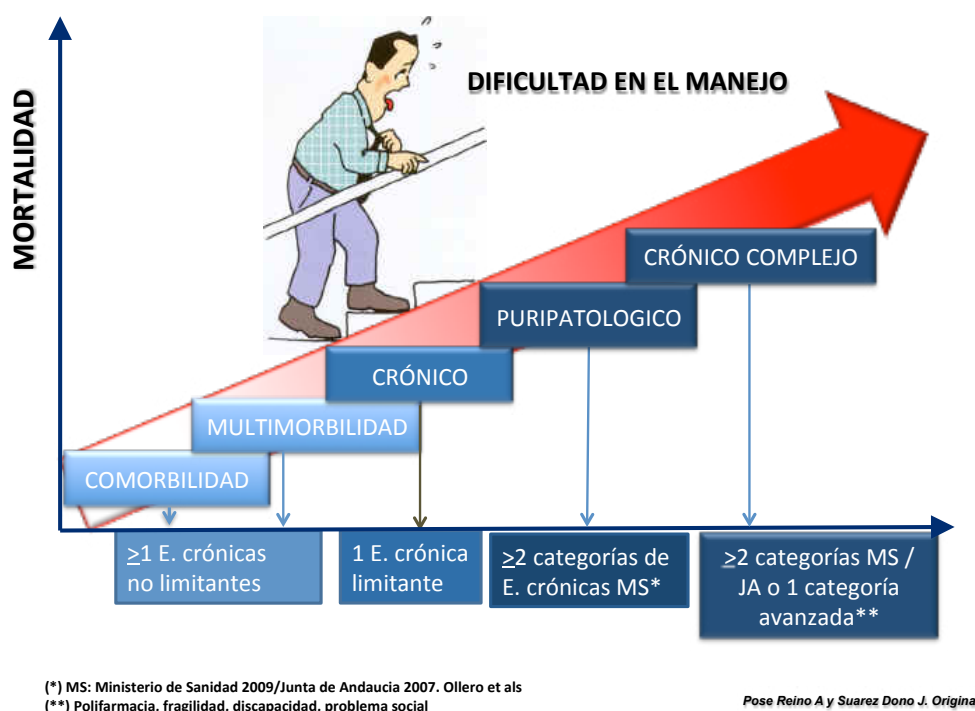 DIFICULTAD EN EL MANEJO
MORTALIDAD
CRÓNICO COMPLEJO
PURIPATOLOGICO
CRÓNICO
MULTIMORBILIDAD
COMORBILIDAD
≥1 E. crónicas
no limitantes
1 E. crónica
limitante
≥2 categorías de
E. crónicas MS*
≥2 categorías MS /
JA o 1 categoría
avanzada**
(*) MS: Ministerio de Sanidad 2009/Junta de Andaucia 2007. Ollero et als
(**) Polifarmacia, fragilidad, discapacidad, problema social
Pose Reino A y Suarez Dono J. Origina